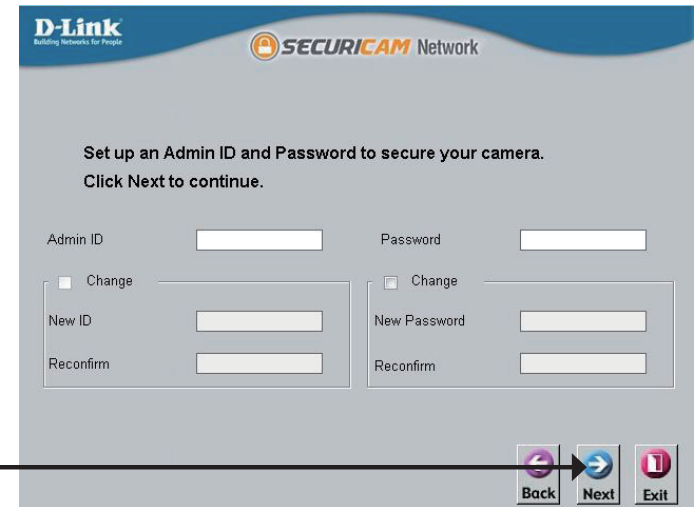 D-Link
Building Networks for People
SECURICAM Network
Set up an Admin ID and Password to secure your camera.
Click Next to continue.
Admin ID
Password
Change
Change
New ID
New Password
Reconfirm
Reconfirm
Back
Next
Exit